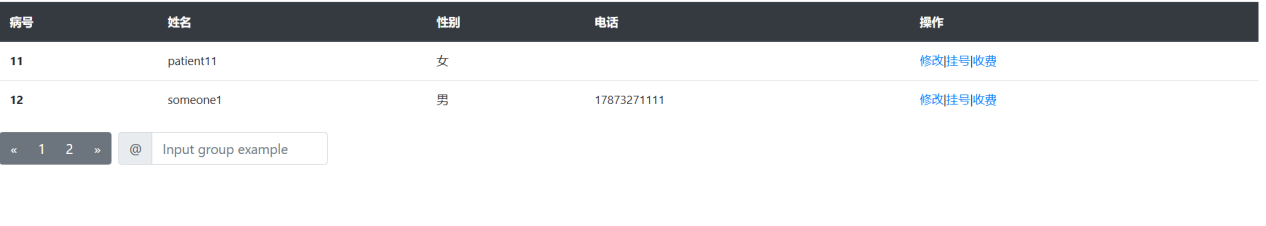 病号 姓名 性别 电话 操作
11 patient11 女 修改|挂号|收费
12 someone1 男 17873271111 修改|挂号|收费
« 1 2 » @ Input group example